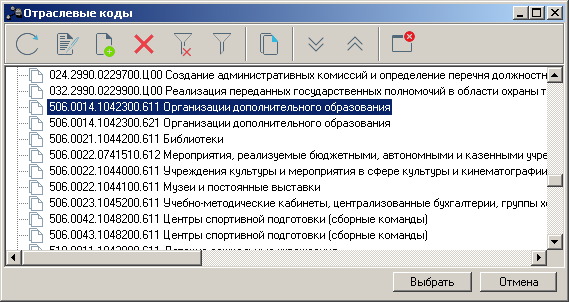 Отраслевые коды
024.2990.0229700.Ц00 Создание административных комиссий и определение перечня должностн
032.2990.0229900.Ц00 Реализация переданных государственных полномочий в области охраны т
506.0014.1042300.611 Организации дополнительного образования
506.0014.1042300.621 Организации дополнительного образования
506.0021.1044200.611 Библиотеки
506.0022.0741510.612 Мероприятия, реализуемые бюджетными, автономными и казенными учре
506.0022.1044000.611 Учреждения культуры и мероприятия в сфере культуры и кинематографии
506.0022.1044100.611 Музеи и постоянные выставки
506.0023.1045200.611 Учебно-методические кабинеты, централизованные бухгалтерии, группы хо
506.0042.1048200.611 Центры спортивной подготовки (сборные команды)
506.0043.1048200.611 Центры спортивной подготовки (сборные команды)
Выбрать
Отмена